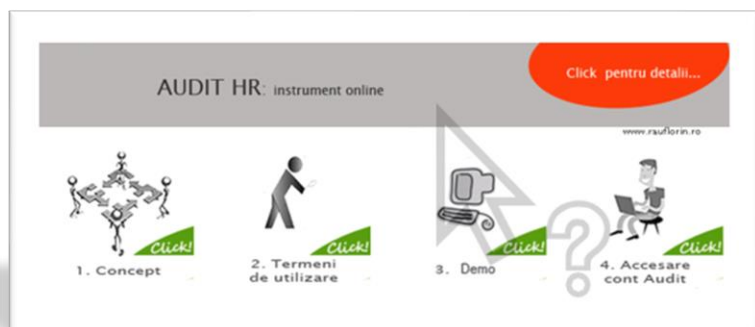 AUDIT HR: instrument online
Click pentru detalii...
www.rauflorin.ro
Click!
1. Concept
Click!
2. Termeni
de utilizare
Click!
3. Demo
?
Click!
4. Accesare
cont Audit